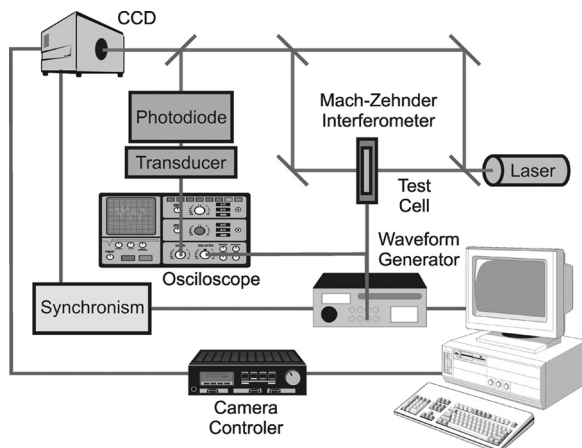 CCD
Photodiode
Transducer
Mach-Zehnder
Interferometer
Laser
Test
Cell
Osciloscope
Waveform
Generator
Synchronism
Camera
Controler